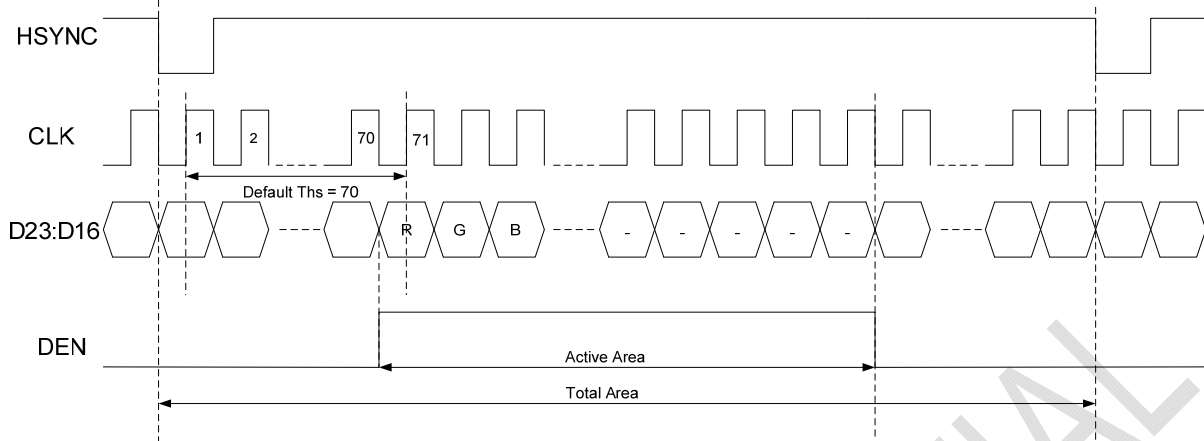 HSYNC
CLK
1 2 70 71
Default Ths = 70
D23:D16
R G B - - - - -
DEN
Active Area
Total Area